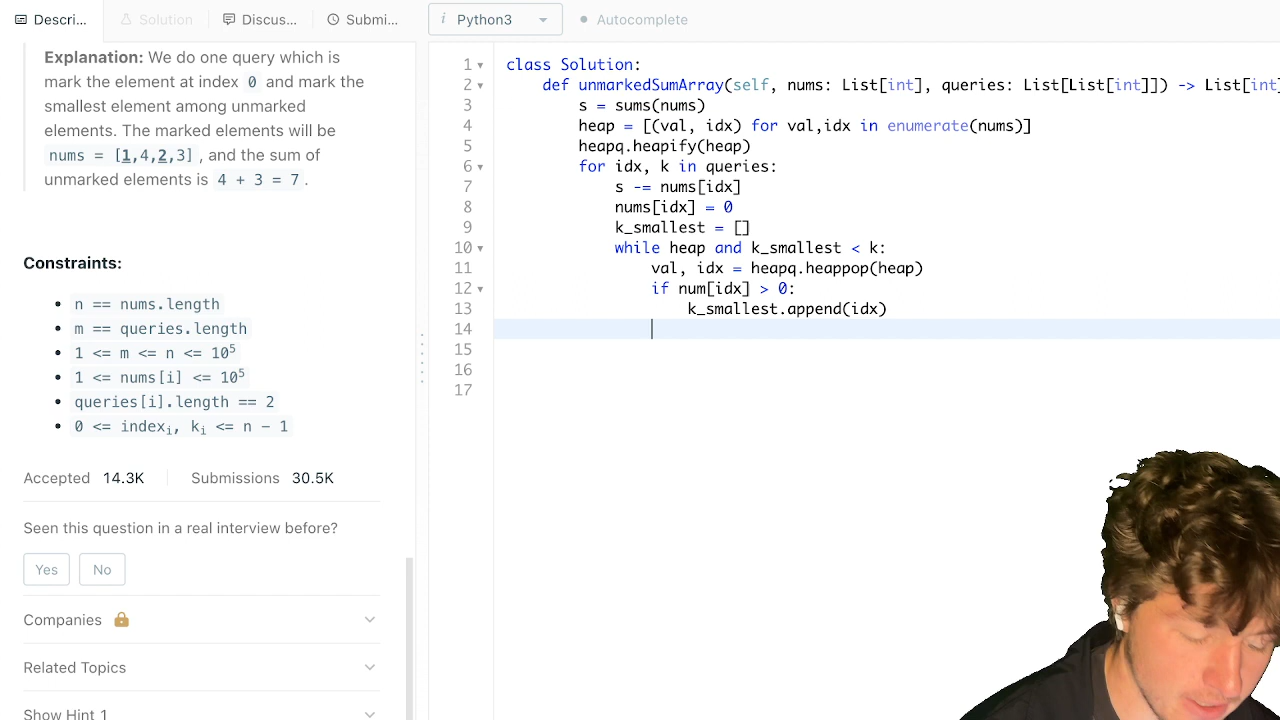 Descri...
Solution
Discus...
Submi...
Explanation: We do one query which is
mark the element at index 0 and mark the
smallest element among unmarked
elements. The marked elements will be
nums = [1,4,2,3], and the sum of
unmarked elements is 4 + 3 = 7.
Constraints:
n == nums.length
m == queries.length
1 <= m <= n <= 10⁵
1 <= nums[i] <= 10⁵
queries[i].length == 2
0 <= indexᵢ, kᵢ <= n - 1
Accepted 14.3K Submissions 30.5K
Seen this question in a real interview before?
Yes No
Companies
Related Topics
Show Hint 1
i Python3 Autocomplete
1 class Solution:
2 def unmarkedSumArray(self, nums: List[int], queries: List[List[int]]) -> List[int
3 s = sums(nums)
4 heap = [(val, idx) for val,idx in enumerate(nums)]
5 heapq.heapify(heap)
6 for idx, k in queries:
7 s -= nums[idx]
8 nums[idx] = 0
9 k_smallest = []
10 while heap and k_smallest < k:
11 val, idx = heapq.heappop(heap)
12 if num[idx] > 0:
13 k_smallest.append(idx)
14
15
16
17